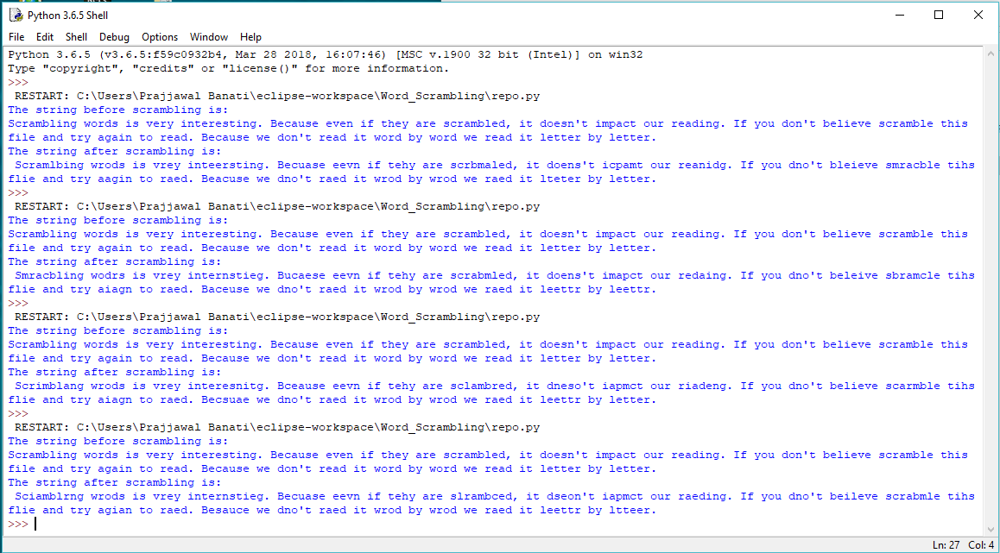 Python 3.6.5 Shell
File Edit Shell Debug Options Window Help
Python 3.6.5 (v3.6.5:f59c0932b4, Mar 28 2018, 16:07:46) [MSC v.1900 32 bit (Intel)] on win32
Type "copyright", "credits" or "license()" for more information.
>>>
 RESTART: C:\Users\Prajjawal Banati\eclipse-workspace\Word_Scrambling\repo.py
The string before scrambling is:
Scrambling words is very interesting. Because even if they are scrambled, it doesn't impact our reading. If you don't believe scramble this
file and try again to read. Because we don't read it word by word we read it letter by letter.
The string after scrambling is:
 Scramlbing wrods is vrey inteersting. Becuase eevn if tehy are scrbmaled, it doens't icpamt our reanidg. If you dno't bleieve smracble tihs
flie and try aagin to raed. Beacuse we dno't raed it wrod by wrod we raed it lteter by letter.
>>>
 RESTART: C:\Users\Prajjawal Banati\eclipse-workspace\Word_Scrambling\repo.py
The string before scrambling is:
Scrambling words is very interesting. Because even if they are scrambled, it doesn't impact our reading. If you don't believe scramble this
file and try again to read. Because we don't read it word by word we read it letter by letter.
The string after scrambling is:
 Smracbling wodrs is vrey internstieg. Bucaese eevn if tehy are scrabmled, it doens't imapct our redaing. If you dno't beleive sbramcle tihs
flie and try aiagn to raed. Baceuse we dno't raed it wrod by wrod we raed it leettr by leettr.
>>>
 RESTART: C:\Users\Prajjawal Banati\eclipse-workspace\Word_Scrambling\repo.py
The string before scrambling is:
Scrambling words is very interesting. Because even if they are scrambled, it doesn't impact our reading. If you don't believe scramble this
file and try again to read. Because we don't read it word by word we read it letter by letter.
The string after scrambling is:
 Scrimblang wrods is vrey interesnitg. Bceause eevn if tehy are sclambred, it dneso't iapmct our riadeng. If you dno't believe scarmble tihs
flie and try aiagn to raed. Becsuae we dno't raed it wrod by wrod we raed it leettr by letter.
>>>
 RESTART: C:\Users\Prajjawal Banati\eclipse-workspace\Word_Scrambling\repo.py
The string before scrambling is:
Scrambling words is very interesting. Because even if they are scrambled, it doesn't impact our reading. If you don't believe scramble this
file and try again to read. Because we don't read it word by word we read it letter by letter.
The string after scrambling is:
 Sciamblrng wrods is vrey internstieg. Becuase eevn if tehy are slrambced, it dseon't iapmct our raeding. If you dno't beileve scrabmle tihs
flie and try agian to raed. Besauce we dno't raed it wrod by wrod we raed it leettr by ltteer.
>>>
Ln: 27 Col: 4